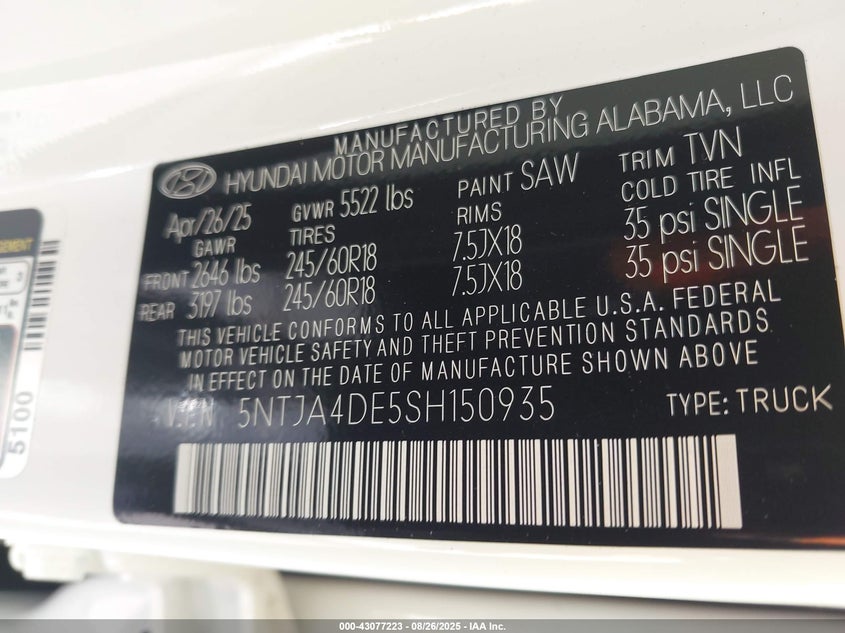 MANUFACTURED BY
HYUNDAI MOTOR MANUFACTURING ALABAMA, LLC
Apr/26/25 GVWR 5522 lbs PAINT SAW TRIM TVN
GAWR TIRES RIMS COLD TIRE INFL
FRONT 2646 lbs 245/60R18 7.5JX18 35 psi SINGLE
REAR 3197 lbs 245/60R18 7.5JX18 35 psi SINGLE
THIS VEHICLE CONFORMS TO ALL APPLICABLE U.S.A. FEDERAL
MOTOR VEHICLE SAFETY AND THEFT PREVENTION STANDARDS
IN EFFECT ON THE DATE OF MANUFACTURE SHOWN ABOVE
V.I.N 5NTJA4DE5SH150935 TYPE: TRUCK
5100
000-43077223 | 08/26/2025 - IAA Inc.